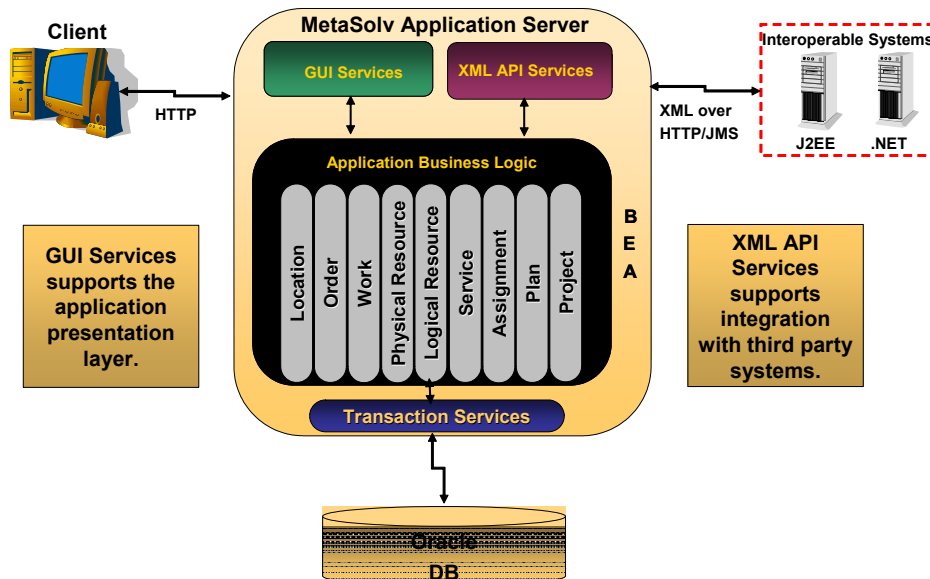 Client
HTTP
MetaSolv Application Server
GUI Services
XML API Services
Application Business Logic
Location
Order
Work
Physical Resource
Logical Resource
Service
Assignment
Plan
Project
B
E
A
Transaction Services
Oracle
DB
XML over
HTTP/JMS
Interoperable Systems
J2EE
.NET
GUI Services
supports the
application
presentation
layer.
XML API
Services
supports
integration
with third party
systems.